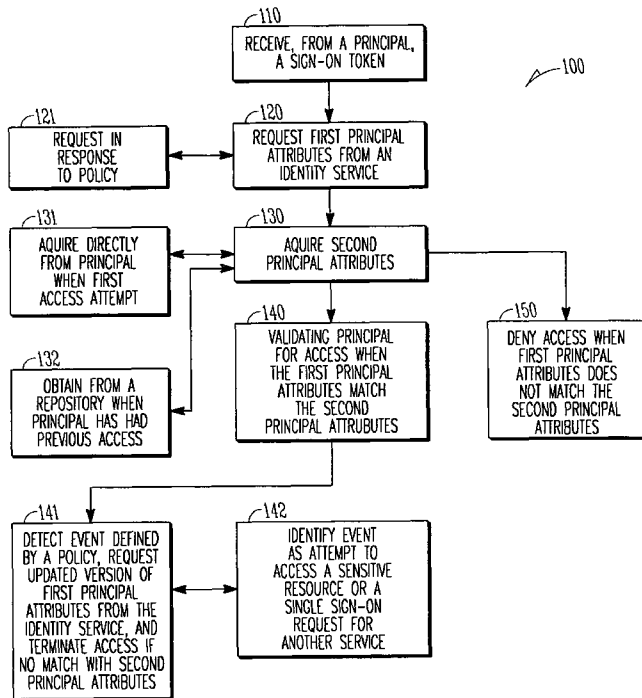 110
RECEIVE, FROM A PRINCIPAL,
A SIGN-ON TOKEN
100
121
REQUEST IN
RESPONSE
TO POLICY
120
REQUEST FIRST PRINCIPAL
ATTRIBUTES FROM AN
IDENTITY SERVICE
131
AQUIRE DIRECTLY
FROM PRINCIPAL
WHEN FIRST
ACCESS ATTEMPT
130
AQUIRE SECOND
PRINCIPAL ATTRIBUTES
132
OBTAIN FROM A
REPOSITORY WHEN
PRINCIPAL HAS HAD
PREVIOUS ACCESS
140
VALIDATING PRINCIPAL
FOR ACCESS WHEN
THE FIRST PRINCIPAL
ATTRIBUTES MATCH
THE SECOND
PRINCIPAL ATTRUBUTES
150
DENY ACCESS WHEN
FIRST PRINCIPAL
ATTRIBUTES DOES
NOT MATCH THE
SECOND PRINCIPAL
ATTRIBUTES
141
DETECT EVENT DEFINED
BY A POLICY, REQUEST
UPDATED VERSION OF
FIRST PRINCIPAL
ATTRIBUTES FROM THE
IDENTITY SERVICE, AND
TERMINATE ACCESS IF
NO MATCH WITH SECOND
PRINCIPAL ATTRIBUTES
142
IDENTIFY EVENT
AS ATTEMPT TO
ACCESS A SENSITIVE
RESOURCE OR A
SINGLE SIGN-ON
REQUEST FOR
ANOTHER SERVICE